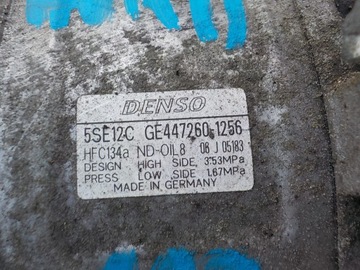 DENSO
5SE12C GE447260-1256
HFC134a ND-OIL8 08 J 05183
DESIGN HIGH SIDE, 3.53MPa
PRESS LOW SIDE 1.67MPa
MADE IN GERMANY